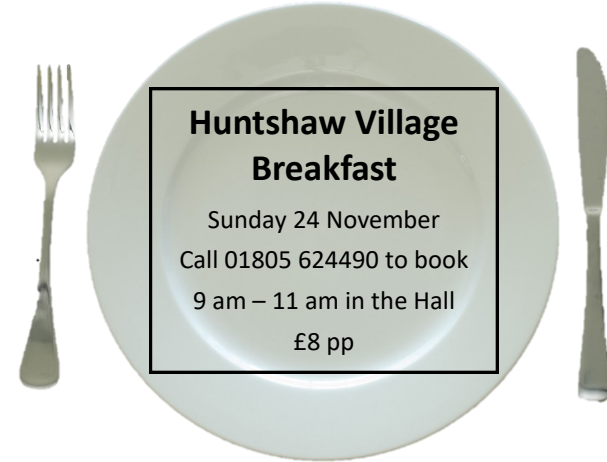 Huntshaw Village
Breakfast
Sunday 24 November
Call 01805 624490 to book
9 am – 11 am in the Hall
£8 pp